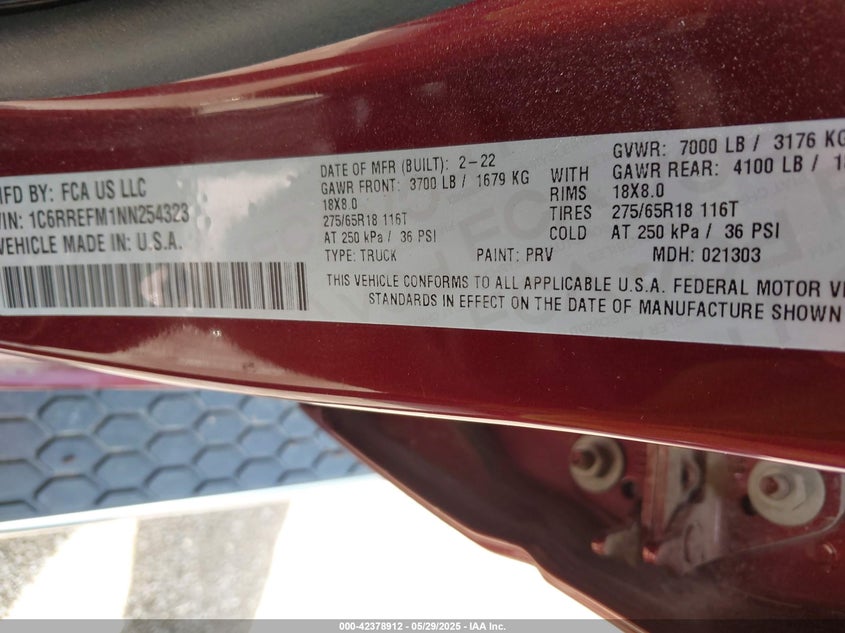 MFD BY: FCA US LLC
VIN: 1C6RREFM1NN254323
VEHICLE MADE IN: U.S.A.
DATE OF MFR (BUILT): 2-22
GAWR FRONT: 3700 LB / 1679 KG
18X8.0
275/65R18 116T
AT 250 kPa / 36 PSI
TYPE: TRUCK
PAINT: PRV
WITH
RIMS
TIRES
COLD
GVWR: 7000 LB / 3176 KG
GAWR REAR: 4100 LB /
18X8.0
275/65R18 116T
AT 250 kPa / 36 PSI
MDH: 021303
THIS VEHICLE CONFORMS TO ALL APPLICABLE U.S.A. FEDERAL MOTOR
STANDARDS IN EFFECT ON THE DATE OF MANUFACTURE SHOWN
000-42378912 - 05/29/2025 - IAA Inc.